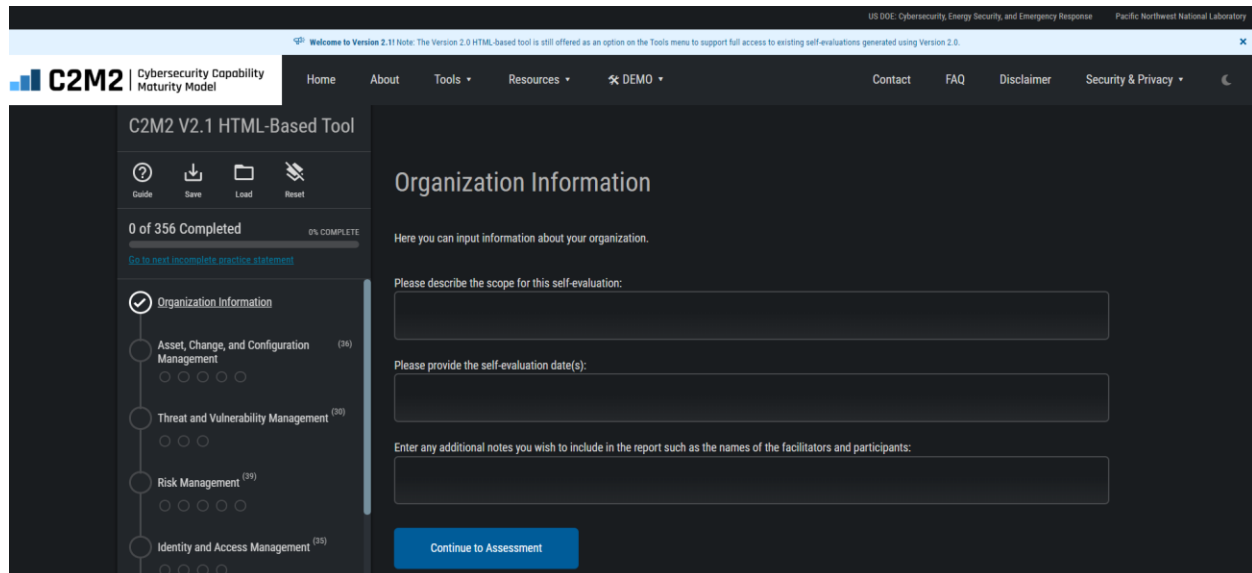 US DOE: Cybersecurity, Energy Security, and Emergency Response Pacific Northwest National Laboratory
Welcome to Version 2.1! Note: The Version 2.0 HTML-based tool is still offered as an option on the Tools menu to support full access to existing self-evaluations generated using Version 2.0.
C2M2 Cybersecurity Capability
Maturity Model
Home About Tools Resources DEMO Contact FAQ Disclaimer Security & Privacy
C2M2 V2.1 HTML-Based Tool
Guide Save Load Reset
0 of 356 Completed 0% COMPLETE
Go to next incomplete practice statement
Organization Information
Asset, Change, and Configuration (36)
Management
Threat and Vulnerability Management (30)
Risk Management (39)
Identity and Access Management (35)
Organization Information
Here you can input information about your organization.
Please describe the scope for this self-evaluation:
Please provide the self-evaluation date(s):
Enter any additional notes you wish to include in the report such as the names of the facilitators and participants:
Continue to Assessment